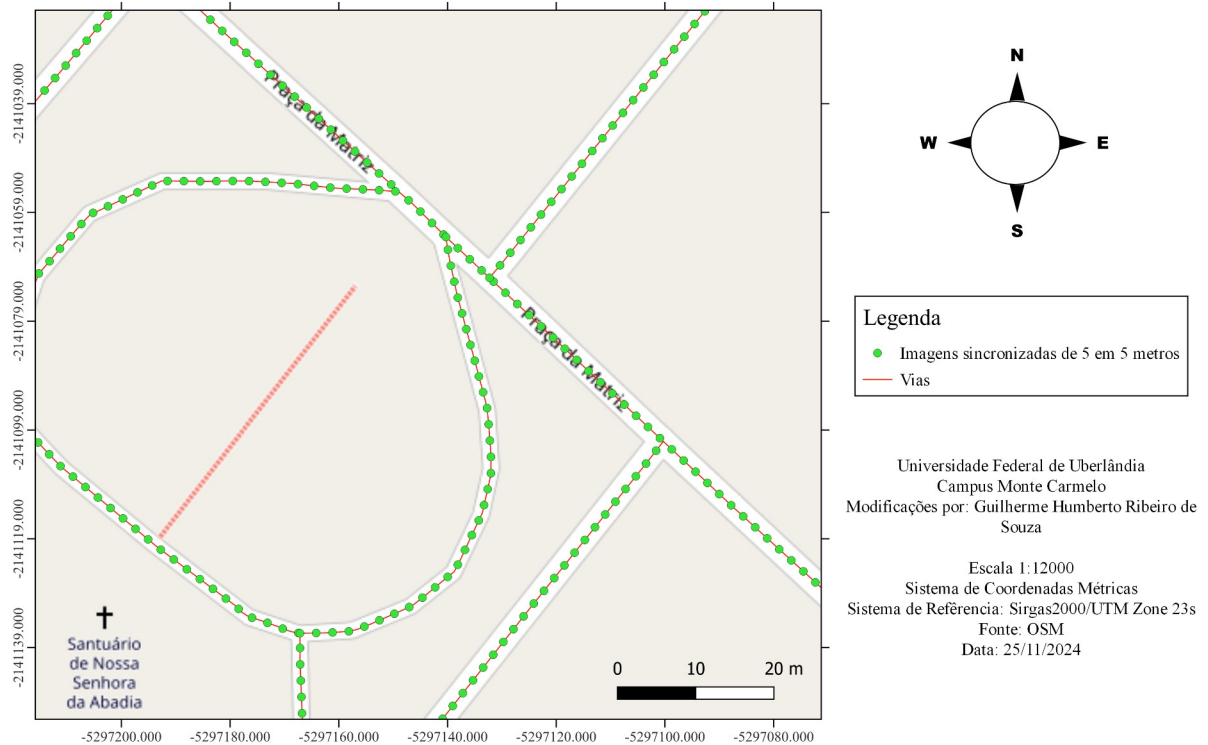 -2141039.000
-2141059.000
-2141079.000
-2141099.000
-2141119.000
-2141139.000
Praça da Matriz
Praça da Matriz
Santuário
de Nossa
Senhora
da Abadia
0 10 20 m
-5297200.000 -5297180.000 -5297160.000 -5297140.000 -5297120.000 -5297100.000 -5297080.000
N
W E
S
Legenda
Imagens sincronizadas de 5 em 5 metros
Vias
Universidade Federal de Uberlândia
Campus Monte Carmelo
Modificações por: Guilherme Humberto Ribeiro de
Souza
Escala 1:12000
Sistema de Coordenadas Métricas
Sistema de Refêrencia: Sirgas2000/UTM Zone 23s
Fonte: OSM
Data: 25/11/2024